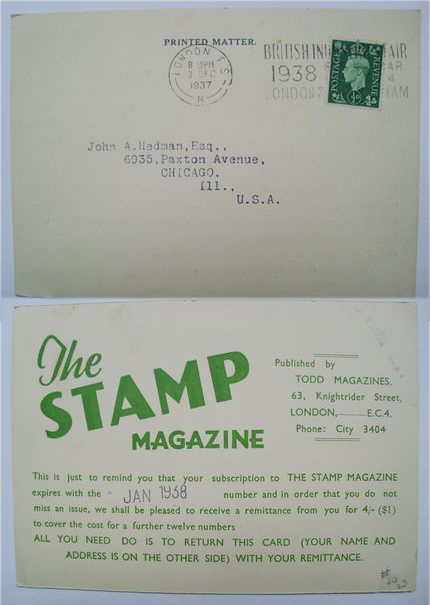 PRINTED MATTER.
LONDON F.S.
8 15PM
3 DEC
1937
N
BRITISH FAIR
1938
LONDON
POSTAGE REVENUE
½D
John A.Hedman,Esq.,
6935,Paxton Avenue,
CHICAGO,
Ill.,
U.S.A.
The
STAMP
MAGAZINE
Published by
TODD MAGAZINES,
63, Knightrider Street,
LONDON, E.C.4.
Phone: City 3404
This is just to remind you that your subscription to THE STAMP MAGAZINE
expires with the JAN 1938 number and in order that you do not
miss an issue, we shall be pleased to receive a remittance from you for 4/- ($1)
to cover the cost for a further twelve numbers
ALL YOU NEED DO IS TO RETURN THIS CARD (YOUR NAME AND
ADDRESS IS ON THE OTHER SIDE) WITH YOUR REMITTANCE.